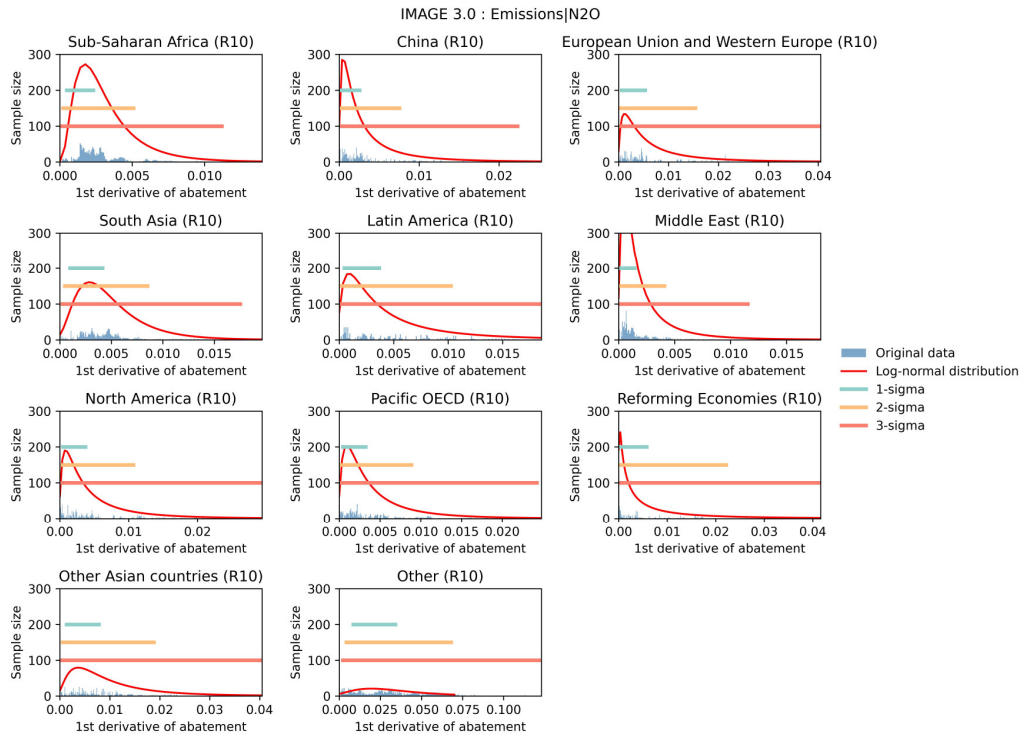 IMAGE 3.0 : Emissions|N2O
Sub-Saharan Africa (R10)
300
200
100
0
Sample size
0.000 0.005 0.010
1st derivative of abatement
China (R10)
300
200
100
0
Sample size
0.00 0.01 0.02
1st derivative of abatement
European Union and Western Europe (R10)
300
200
100
0
Sample size
0.00 0.01 0.02 0.03 0.04
1st derivative of abatement
South Asia (R10)
300
200
100
0
Sample size
0.000 0.005 0.010 0.015
1st derivative of abatement
Latin America (R10)
300
200
100
0
Sample size
0.000 0.005 0.010 0.015
1st derivative of abatement
Middle East (R10)
300
200
100
0
Sample size
0.000 0.005 0.010 0.015
1st derivative of abatement
Original data
Log-normal distribution
1-sigma
2-sigma
3-sigma
North America (R10)
300
200
100
0
Sample size
0.00 0.01 0.02
1st derivative of abatement
Pacific OECD (R10)
300
200
100
0
Sample size
0.000 0.005 0.010 0.015 0.020
1st derivative of abatement
Reforming Economies (R10)
300
200
100
0
Sample size
0.00 0.01 0.02 0.03 0.04
1st derivative of abatement
Other Asian countries (R10)
300
200
100
0
Sample size
0.00 0.01 0.02 0.03 0.04
1st derivative of abatement
Other (R10)
300
200
100
0
Sample size
0.000 0.025 0.050 0.075 0.100
1st derivative of abatement